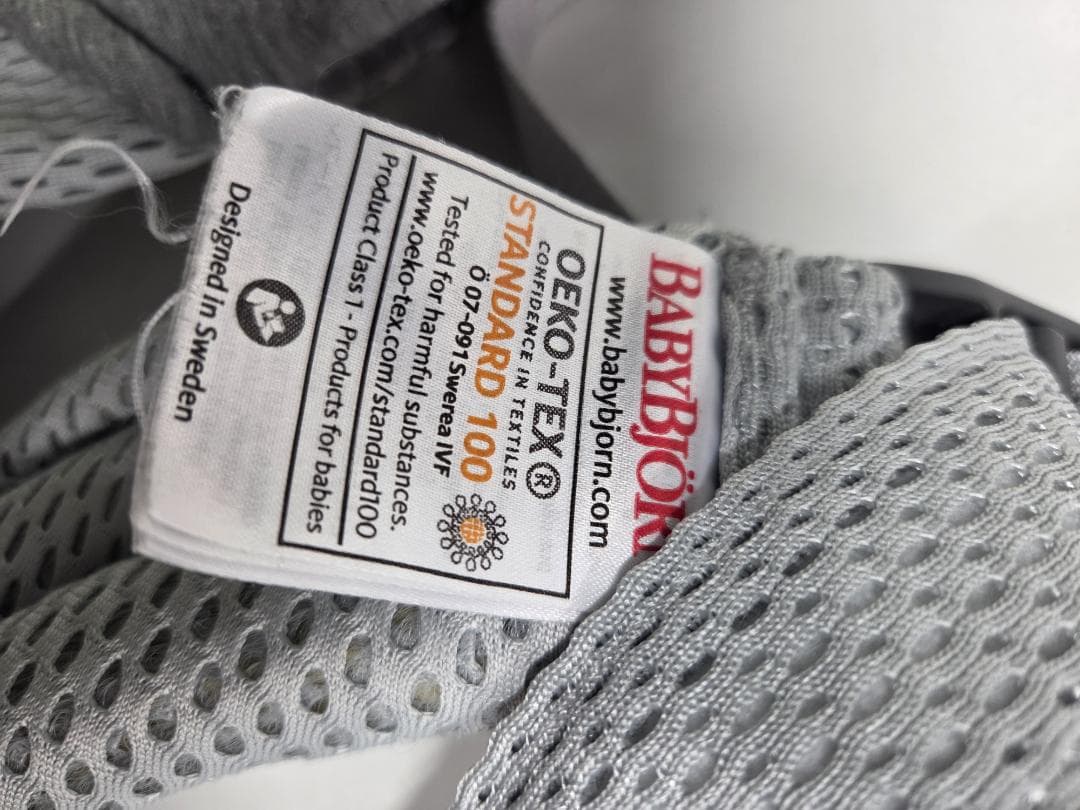 BABYBJÖR
www.babybjorn.com
OEKO-TEX®
CONFIDENCE IN TEXTILES
STANDARD 100
Ö 07-091 Swerea IVF
Tested for harmful substances.
www.oeko-tex.com/standard100
Product Class 1 - Products for babies
Designed in Sweden